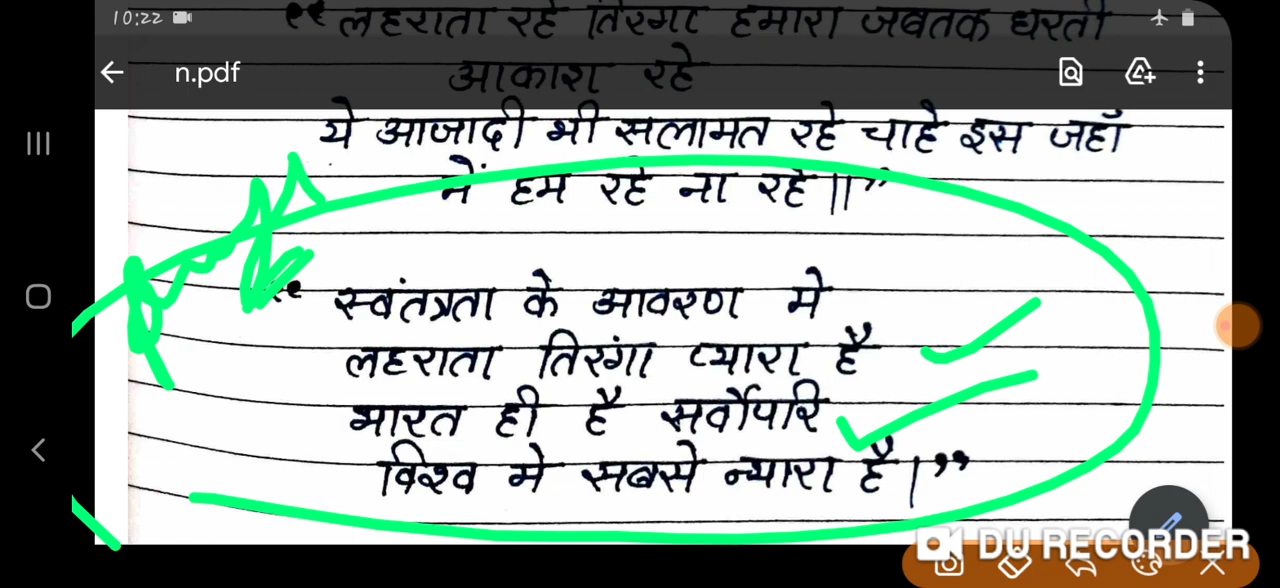 10:22
“ लहराता रहे तिरंगा हमारा जबतक धरती
n.pdf
आकाश रहे
ये आजादी भी सलामत रहे चाहे इस जहाँ
में हम रहे ना रहे॥”
“ स्वंतत्रता के आवरण मे
लहराता तिरंगा प्यारा है
भारत ही है सर्वोपरि
विश्व मे सबसे न्यारा है।”
DU RECORDER